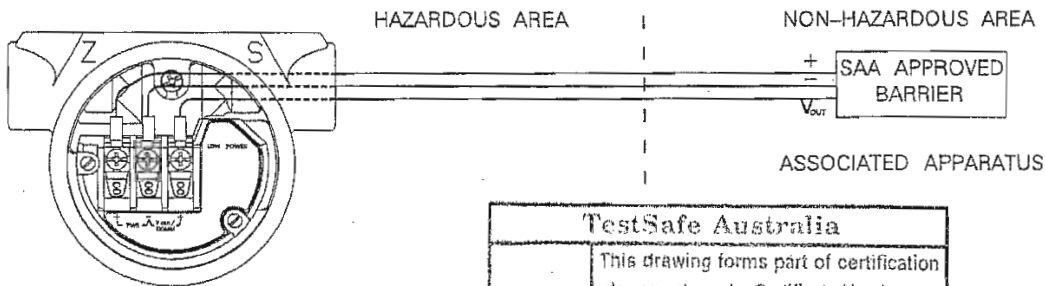 HAZARDOUS AREA
NON-HAZARDOUS AREA
Z S
+
SAA APPROVED
−
BARRIER
VOUT
LOW POWER
ASSOCIATED APPARATUS
TestSafe Australia
This drawing forms part of certification